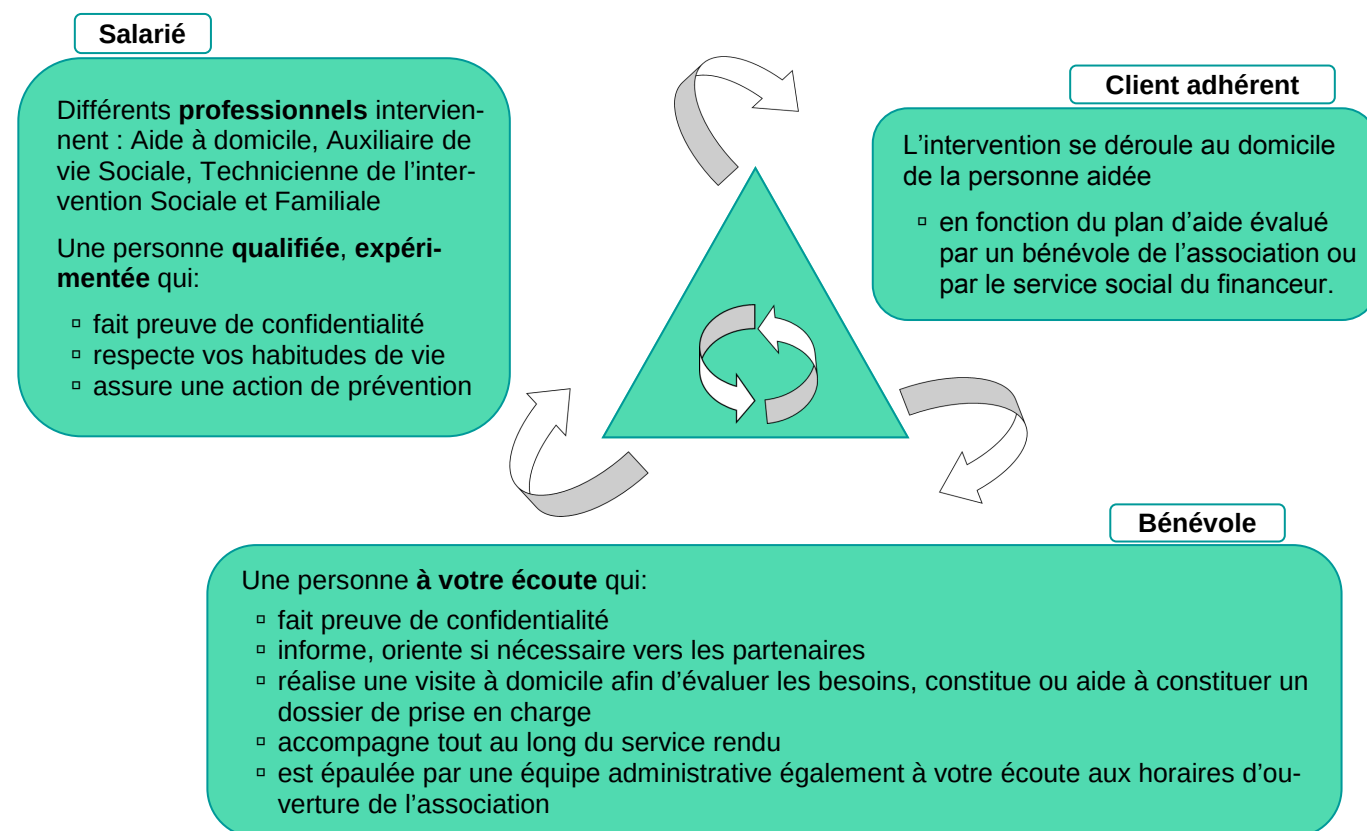 Salarié
Différents professionnels intervien-
nent : Aide à domicile, Auxiliaire de
vie Sociale, Technicienne de l’inter-
vention Sociale et Familiale
Une personne qualifiée, expéri-
mentée qui:
▫ fait preuve de confidentialité
▫ respecte vos habitudes de vie
▫ assure une action de prévention
Client adhérent
L’intervention se déroule au domicile
de la personne aidée
▫ en fonction du plan d’aide évalué
par un bénévole de l’association ou
par le service social du financeur.
Bénévole
Une personne à votre écoute qui:
▫ fait preuve de confidentialité
▫ informe, oriente si nécessaire vers les partenaires
▫ réalise une visite à domicile afin d’évaluer les besoins, constitue ou aide à constituer un
dossier de prise en charge
▫ accompagne tout au long du service rendu
▫ est épaulée par une équipe administrative également à votre écoute aux horaires d’ou-
verture de l’association